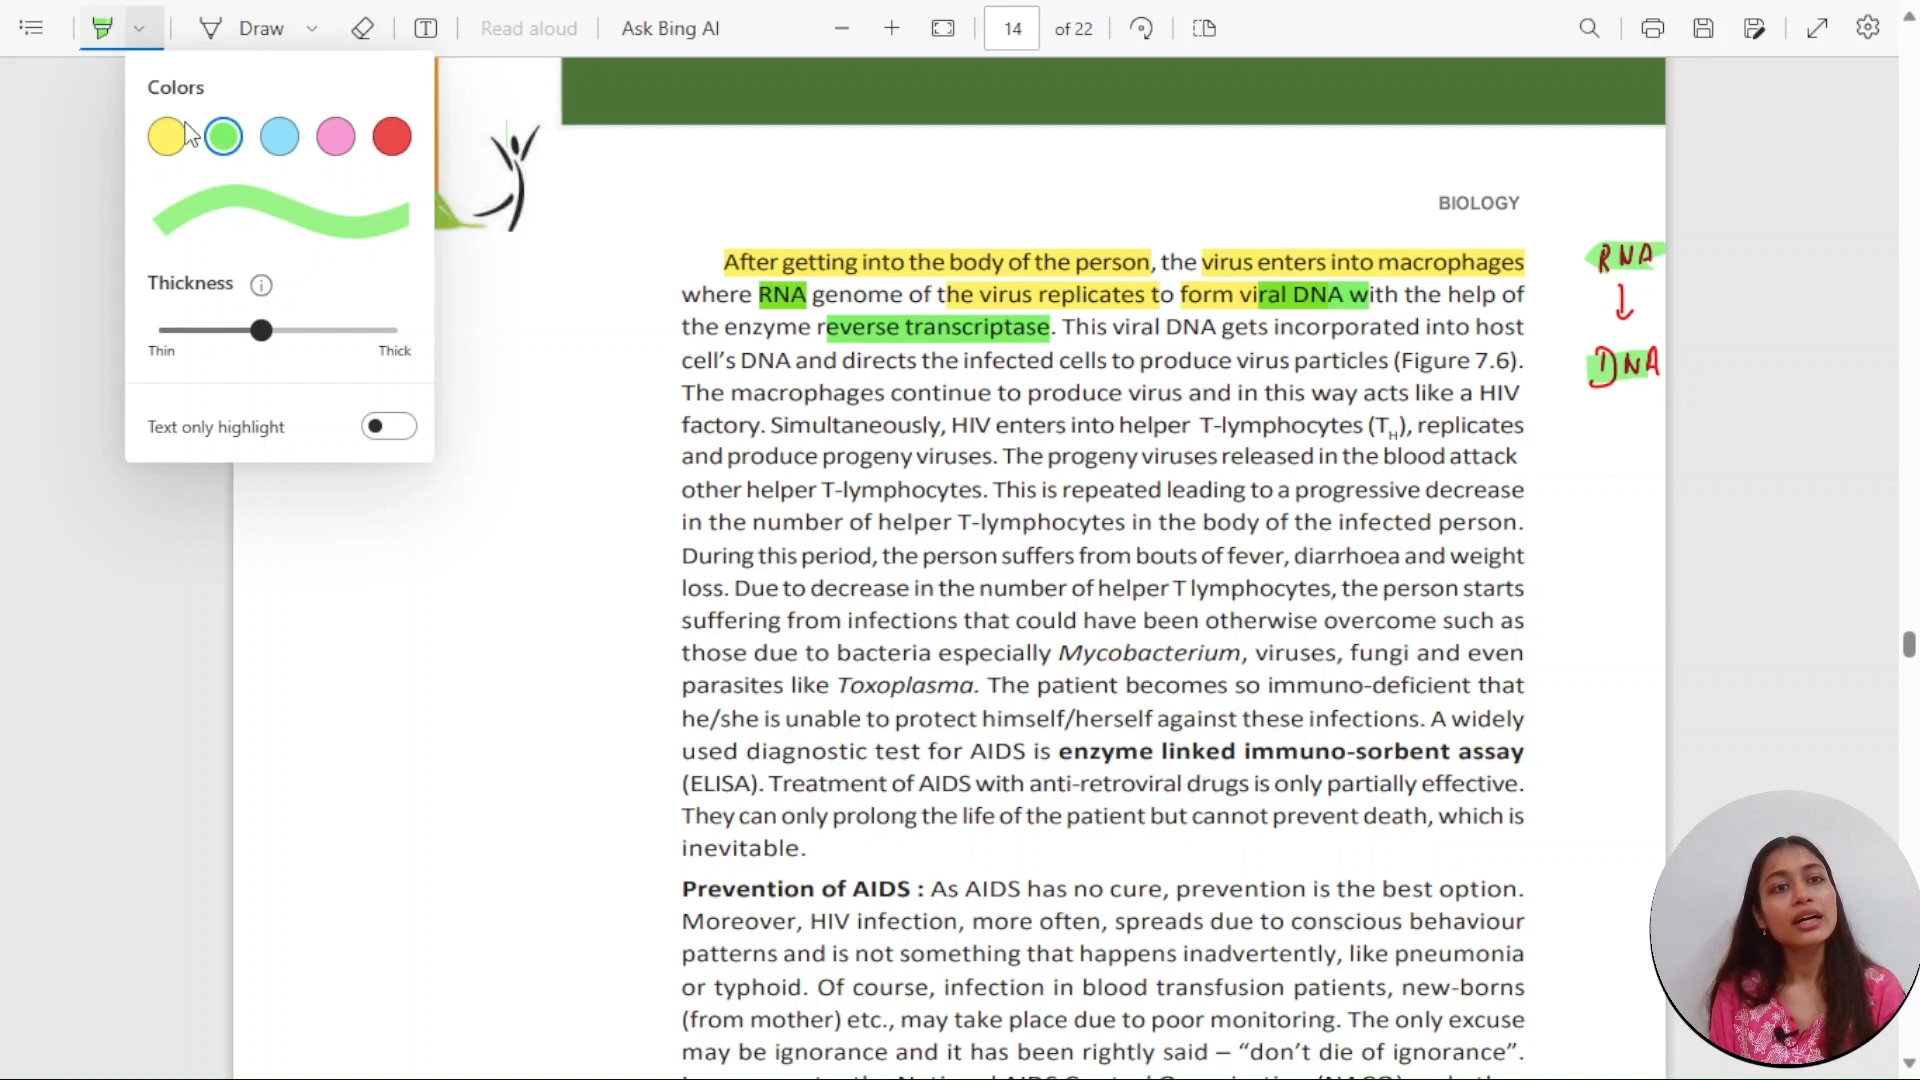 Draw
Read aloud
Ask Bing AI
14
of 22
Colors
Thickness
Thin
Thick
Text only highlight
BIOLOGY
After getting into the body of the person, the virus enters into macrophages
where RNA genome of the virus replicates to form viral DNA with the help of
the enzyme reverse transcriptase. This viral DNA gets incorporated into host
cell’s DNA and directs the infected cells to produce virus particles (Figure 7.6).
The macrophages continue to produce virus and in this way acts like a HIV
factory. Simultaneously, HIV enters into helper T-lymphocytes (TH), replicates
and produce progeny viruses. The progeny viruses released in the blood attack
other helper T-lymphocytes. This is repeated leading to a progressive decrease
in the number of helper T-lymphocytes in the body of the infected person.
During this period, the person suffers from bouts of fever, diarrhoea and weight
loss. Due to decrease in the number of helper T lymphocytes, the person starts
suffering from infections that could have been otherwise overcome such as
those due to bacteria especially Mycobacterium, viruses, fungi and even
parasites like Toxoplasma. The patient becomes so immuno-deficient that
he/she is unable to protect himself/herself against these infections. A widely
used diagnostic test for AIDS is enzyme linked immuno-sorbent assay
(ELISA). Treatment of AIDS with anti-retroviral drugs is only partially effective.
They can only prolong the life of the patient but cannot prevent death, which is
inevitable.
Prevention of AIDS : As AIDS has no cure, prevention is the best option.
Moreover, HIV infection, more often, spreads due to conscious behaviour
patterns and is not something that happens inadvertently, like pneumonia
or typhoid. Of course, infection in blood transfusion patients, new-borns
(from mother) etc., may take place due to poor monitoring. The only excuse
may be ignorance and it has been rightly said – “don’t die of ignorance”.
RNA
DNA